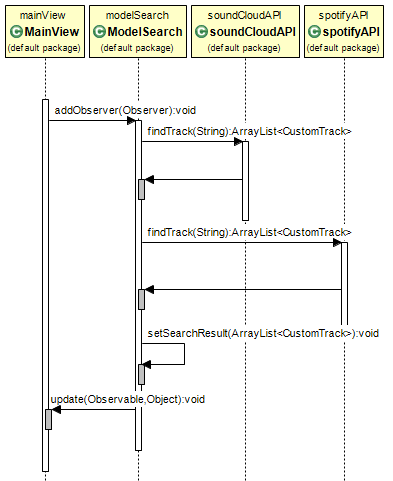 mainView
C MainView
(default package)
modelSearch
C ModelSearch
(default package)
soundCloudAPI
C soundCloudAPI
(default package)
spotifyAPI
C spotifyAPI
(default package)
addObserver(Observer):void
findTrack(String):ArrayList<CustomTrack>
findTrack(String):ArrayList<CustomTrack>
setSearchResult(ArrayList<CustomTrack>):void
update(Observable,Object):void